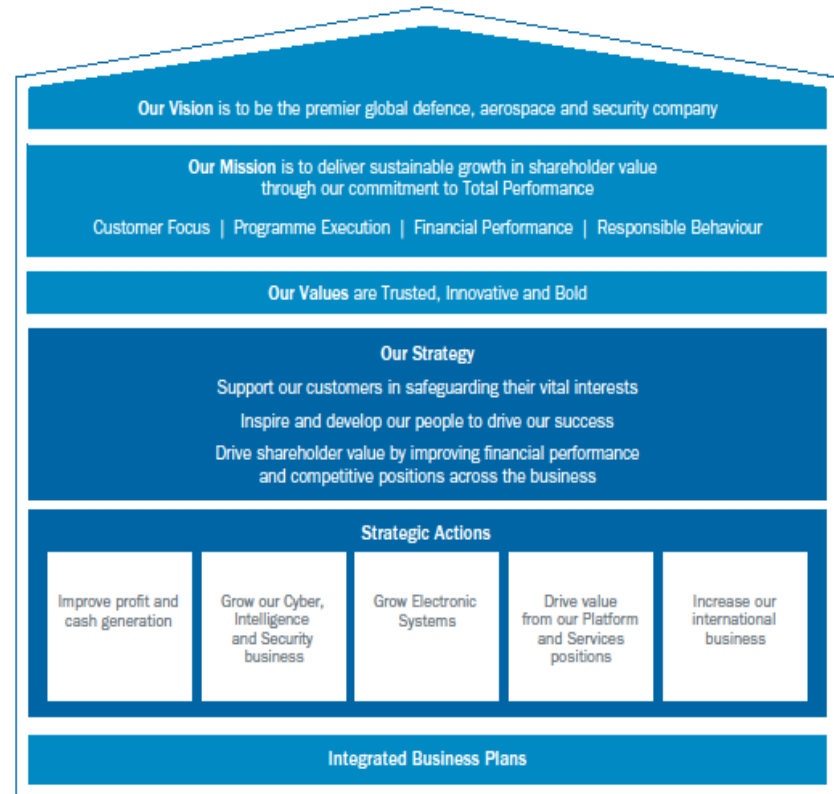 Our Vision is to be the premier global defence, aerospace and security company
Our Mission is to deliver sustainable growth in shareholder value
through our commitment to Total Performance
Customer Focus | Programme Execution | Financial Performance | Responsible Behaviour
Our Values are Trusted, Innovative and Bold
Our Strategy
Support our customers in safeguarding their vital interests
Inspire and develop our people to drive our success
Drive shareholder value by improving financial performance
and competitive positions across the business
Strategic Actions
Improve profit and
cash generation
Grow our Cyber,
Intelligence
and Security
business
Grow Electronic
Systems
Drive value
from our Platform
and Services
positions
Increase our
international
business
Integrated Business Plans